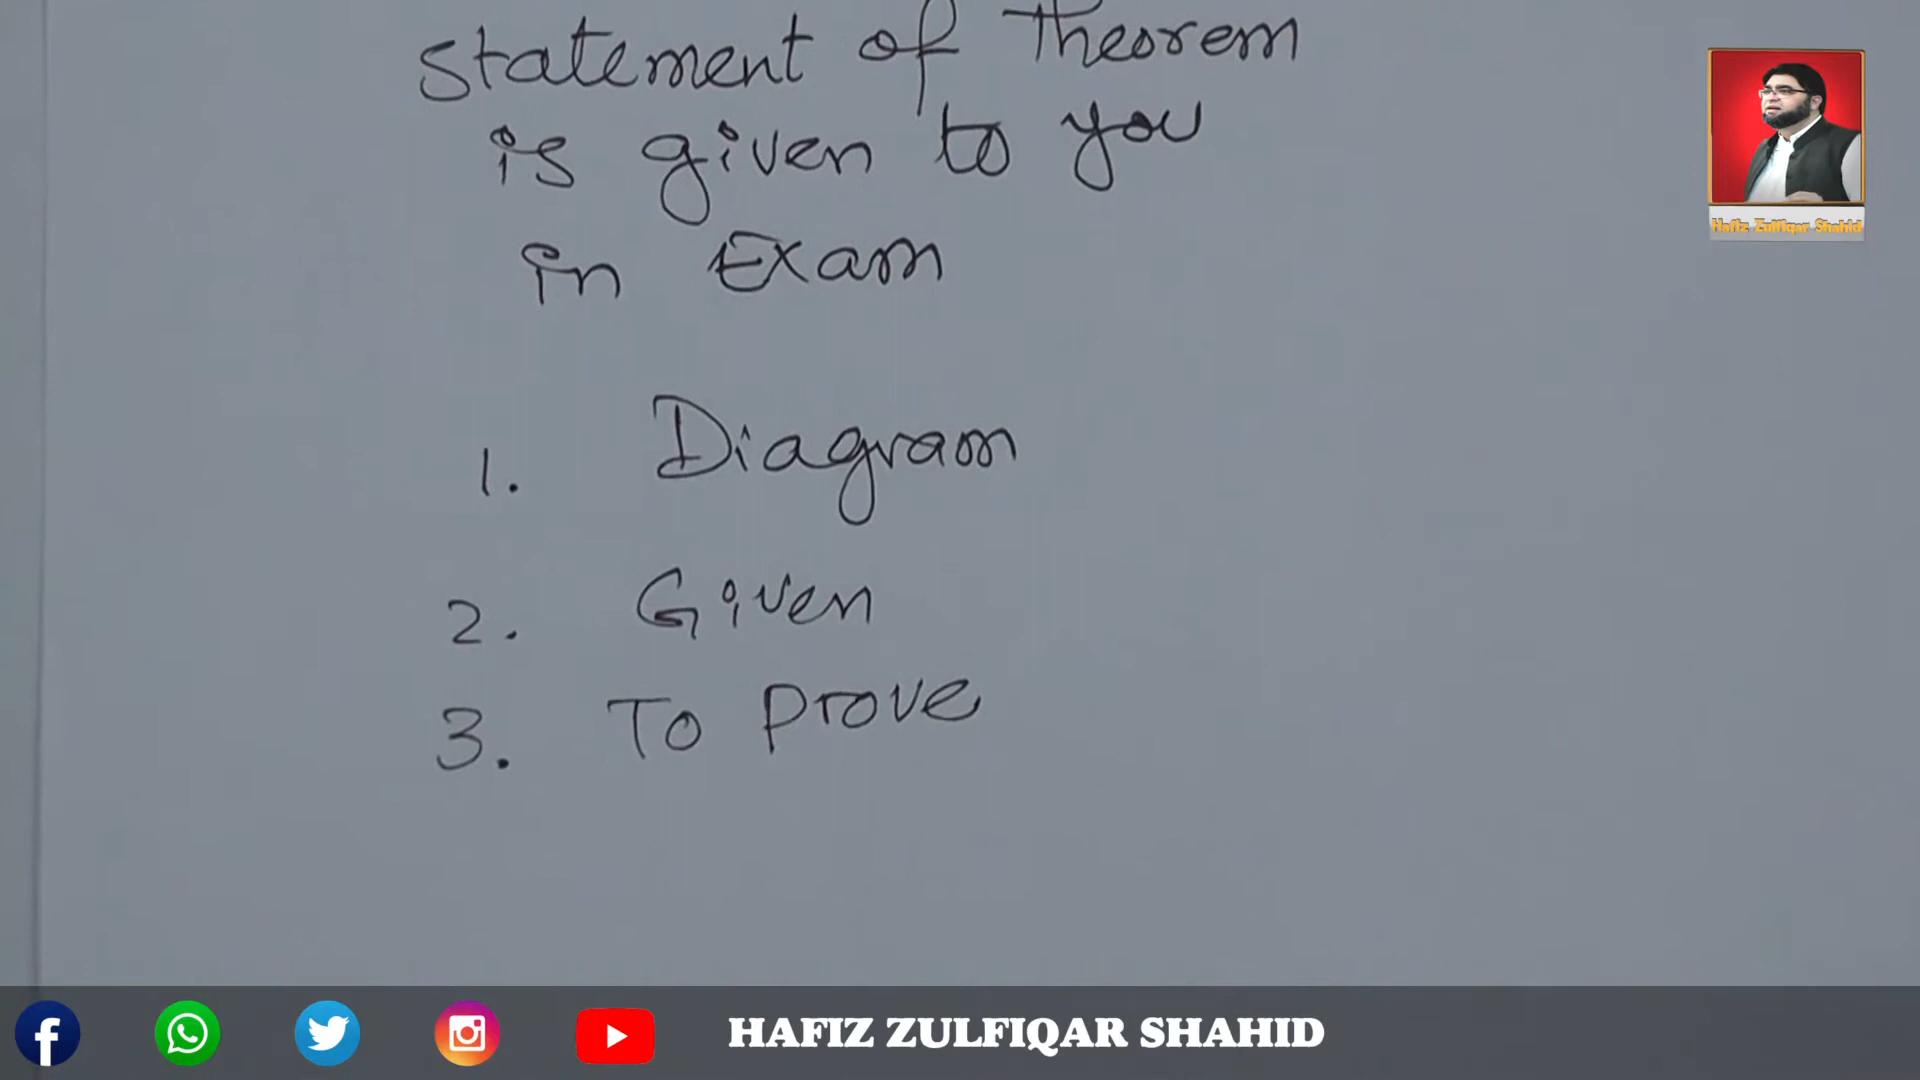 Statement of Theorem
is given to you
in Exam
1. Diagram
2. Given
3. To Prove
Hafiz Zulfiqar Shahid
HAFIZ ZULFIQAR SHAHID